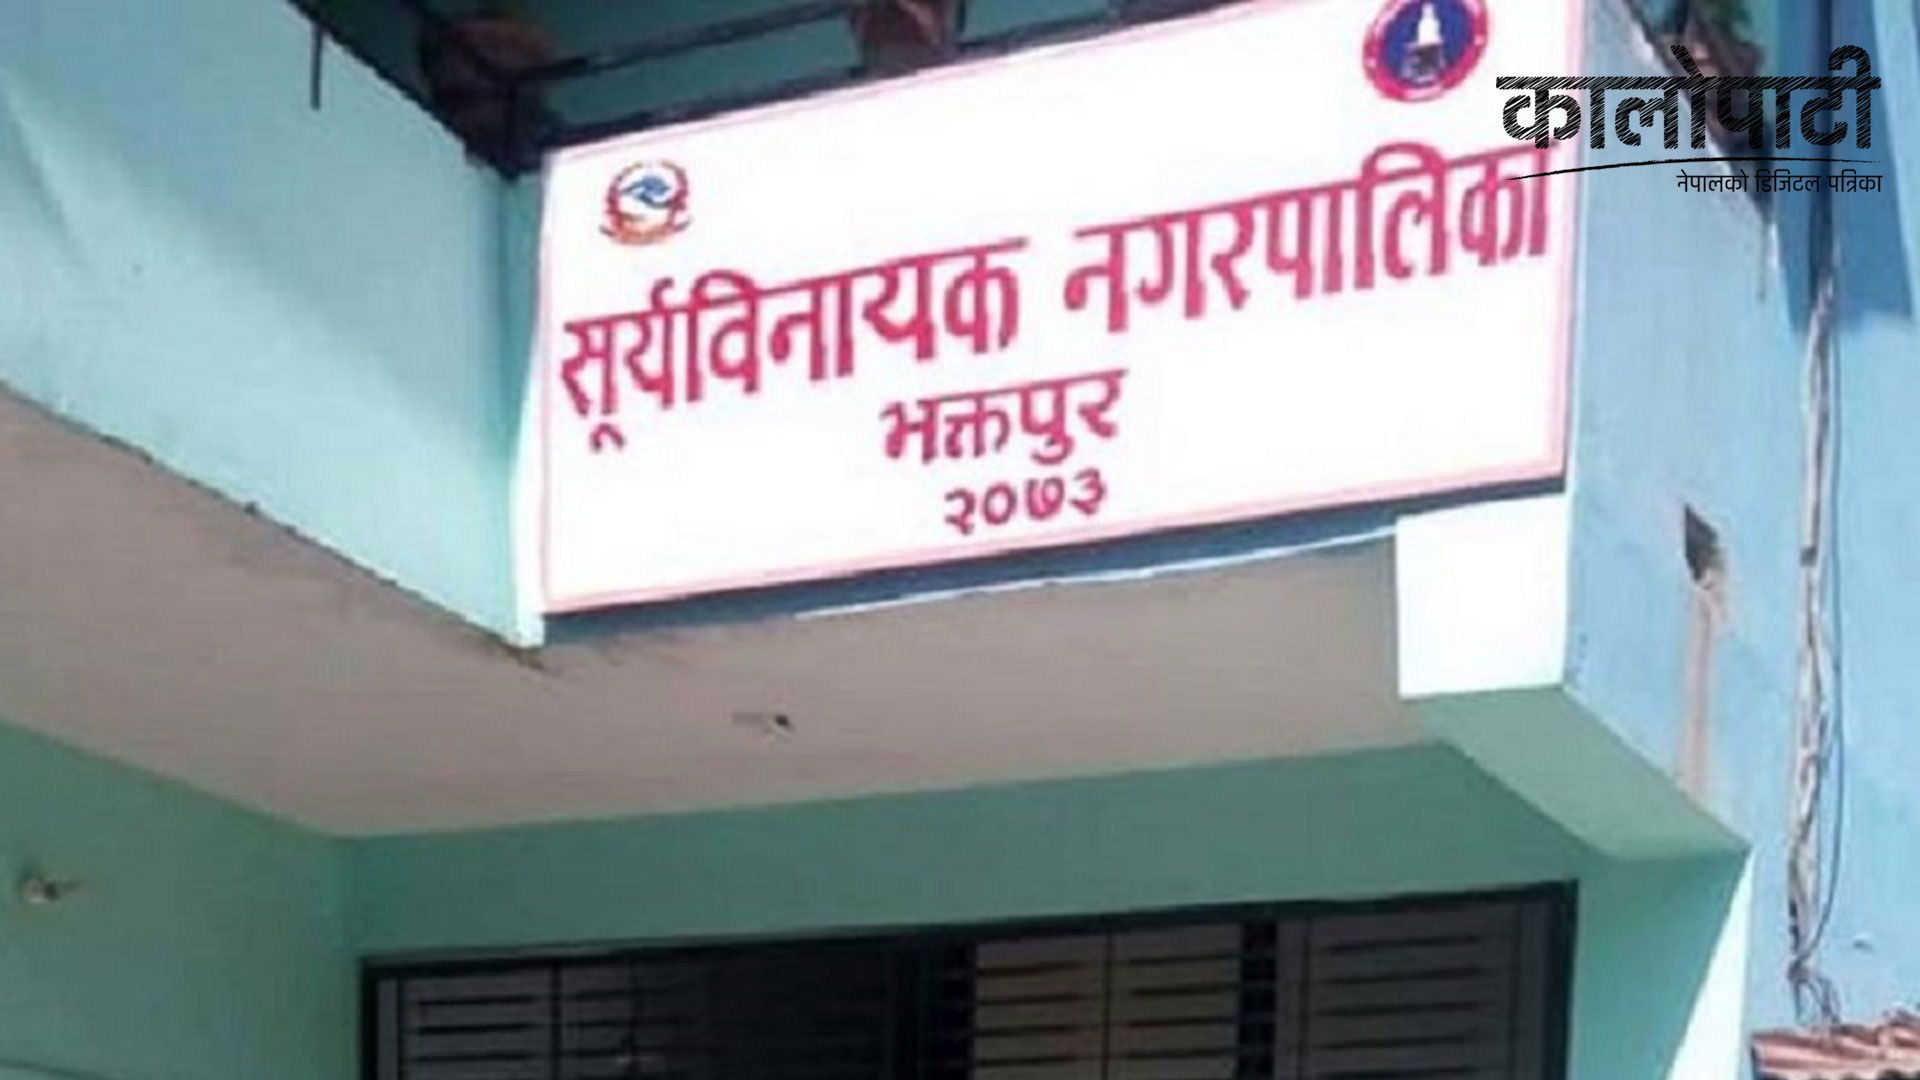 कालोपाटी
नेपालको डिजिटल पत्रिका
सूर्यविनायक नगरपालिका
भक्तपुर
२०७३